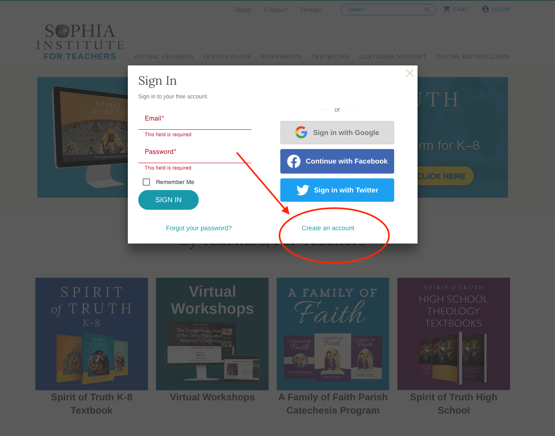 About Contact Donate Search CART LOGIN
SOPHIA
INSTITUTE
FOR TEACHERS
VIRTUAL LEARNING LESSON PLANS WORKSHOPS TEXTBOOKS CUSTOMER SUPPORT DIGITAL EDITION LOGIN
Sign In
Sign in to your free account.
Email*
This field is required
Password*
This field is required
Remember Me
SIGN IN
Forgot your password?
or
Sign in with Google
Continue with Facebook
Sign in with Twitter
Create an account
UTH
rm for K–8
CLICK HERE
SPIRIT
of TRUTH
K–8
Virtual
Workshops
A FAMILY OF
Faith
SPIRIT of TRUTH
HIGH SCHOOL
THEOLOGY
TEXTBOOKS
Spirit of Truth K-8
Textbook
Virtual Workshops
A Family of Faith Parish
Catechesis Program
Spirit of Truth High
School